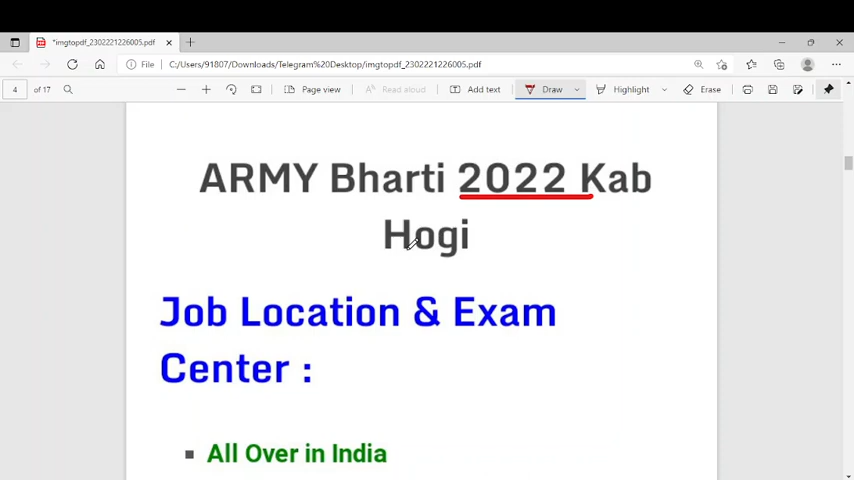 *imgtopdf_2302221226005.pdf
File
C:/Users/91807/Downloads/Telegram%20Desktop/imgtopdf_2302221226005.pdf
4 of 17
Page view
Read aloud
Add text
Draw
Highlight
Erase
ARMY Bharti 2022 Kab
Hogi
Job Location & Exam
Center :
All Over in India